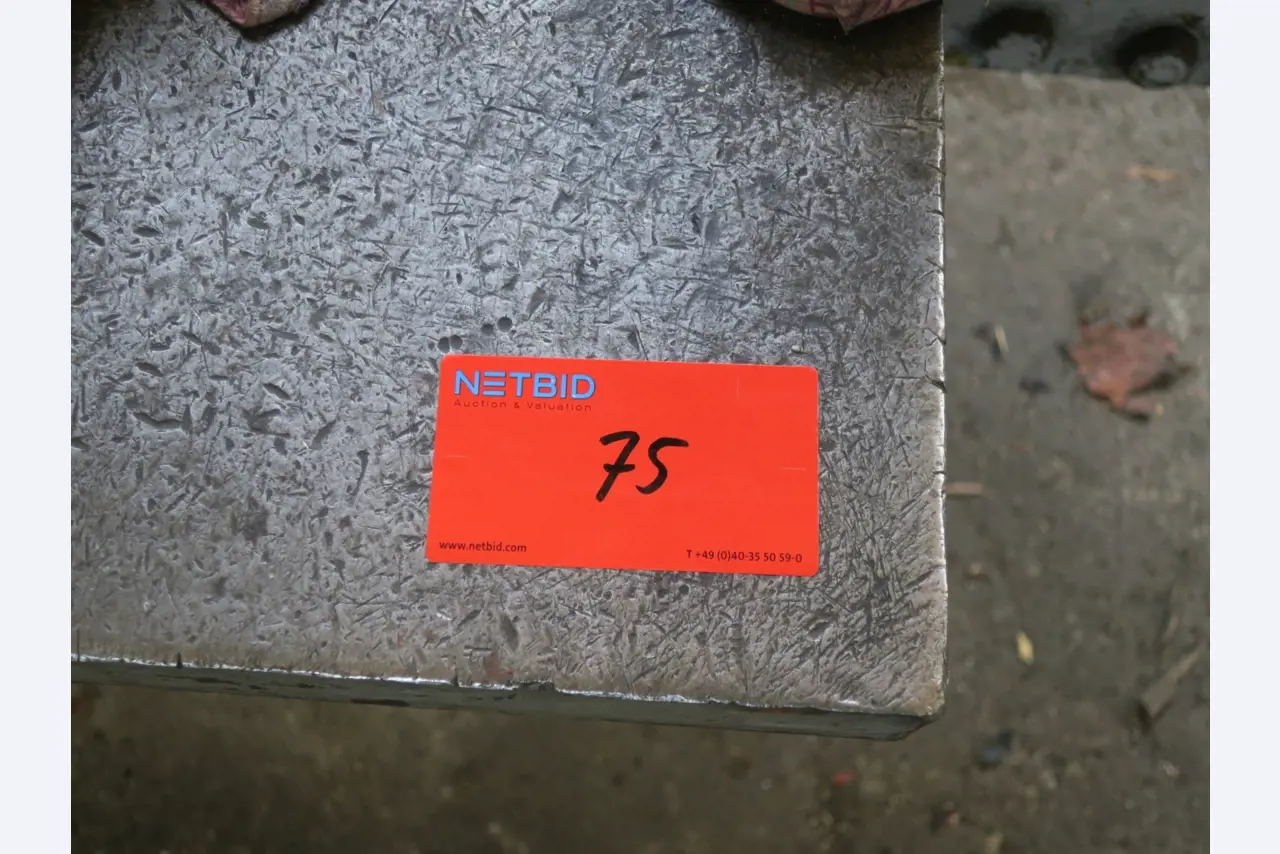 NETBID
Auction & Valuation
75
www.netbid.com
T +49 (0)40-35 50 59-0